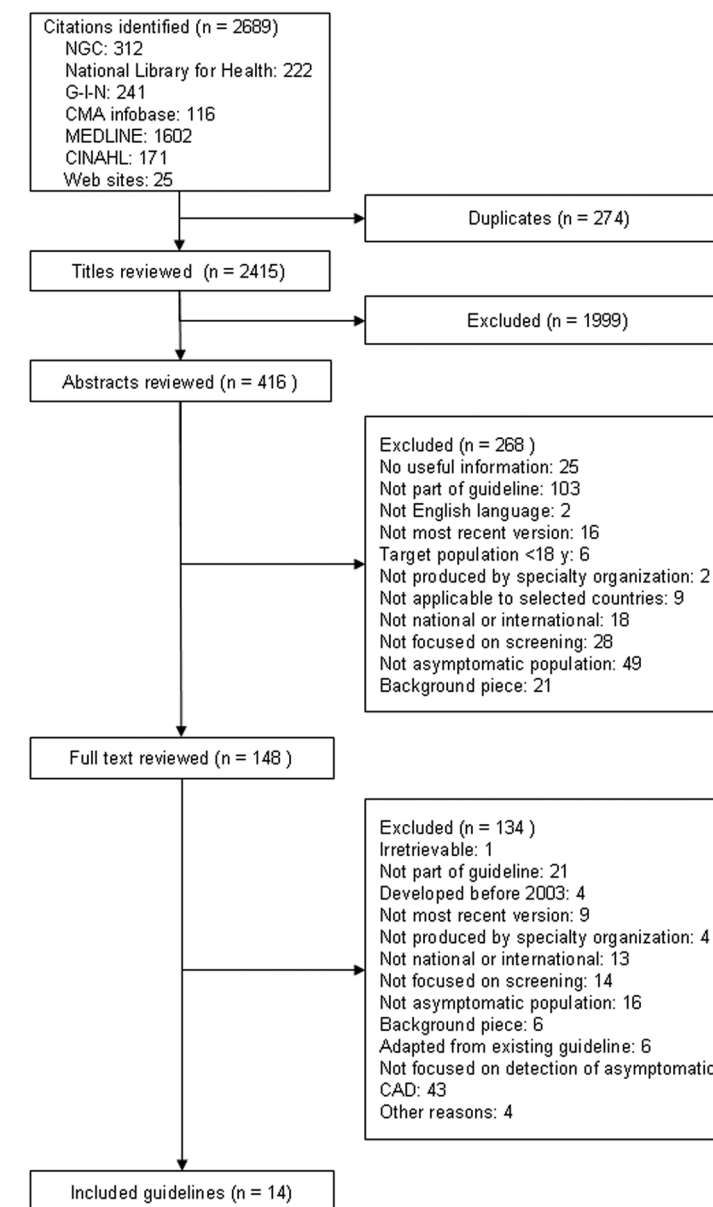 Citations identified (n = 2689)
NGC: 312
National Library for Health: 222
G-I-N: 241
CMA infobase: 116
MEDLINE: 1602
CINAHL: 171
Web sites: 25
Duplicates (n = 274)
Titles reviewed (n = 2415)
Excluded (n = 1999)
Abstracts reviewed (n = 416 )
Excluded (n = 268 )
No useful information: 25
Not part of guideline: 103
Not English language: 2
Not most recent version: 16
Target population <18 y: 6
Not produced by specialty organization: 2
Not applicable to selected countries: 9
Not national or international: 18
Not focused on screening: 28
Not asymptomatic population: 49
Background piece: 21
Full text reviewed (n = 148 )
Excluded (n = 134 )
Irretrievable: 1
Not part of guideline: 21
Developed before 2003: 4
Not most recent version: 9
Not produced by specialty organization: 4
Not national or international: 13
Not focused on screening: 14
Not asymptomatic population: 16
Background piece: 6
Adapted from existing guideline: 6
Not focused on detection of asymptomatic
CAD: 43
Other reasons: 4
Included guidelines (n = 14)